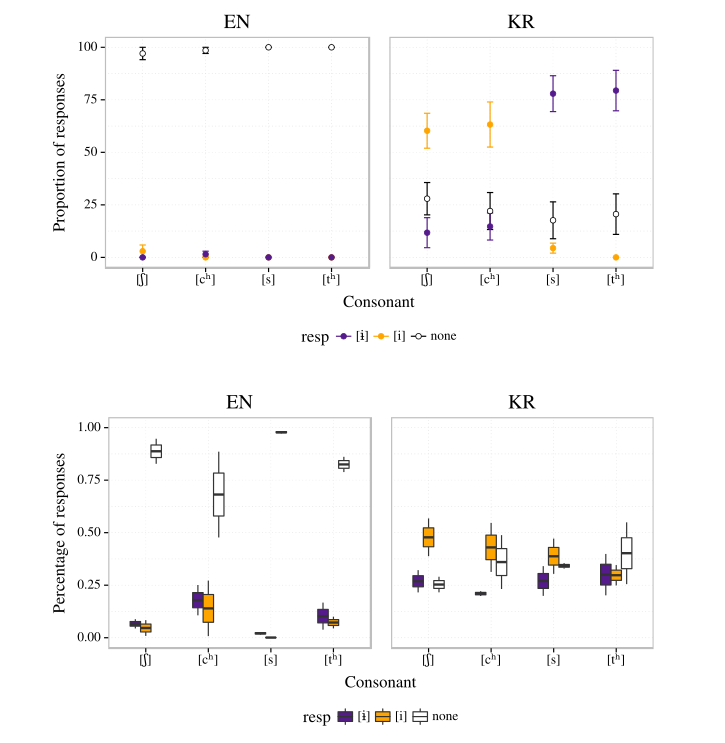 EN KR
100
75
50
25
0
Proportion of responses
[ʃ] [cʰ] [s] [tʰ] [ʃ] [cʰ] [s] [tʰ]
Consonant
resp [ɨ] [i] none
EN KR
1.00
0.75
0.50
0.25
0.00
Percentage of responses
[ʃ] [cʰ] [s] [tʰ] [ʃ] [cʰ] [s] [tʰ]
Consonant
resp [ɨ] [i] none